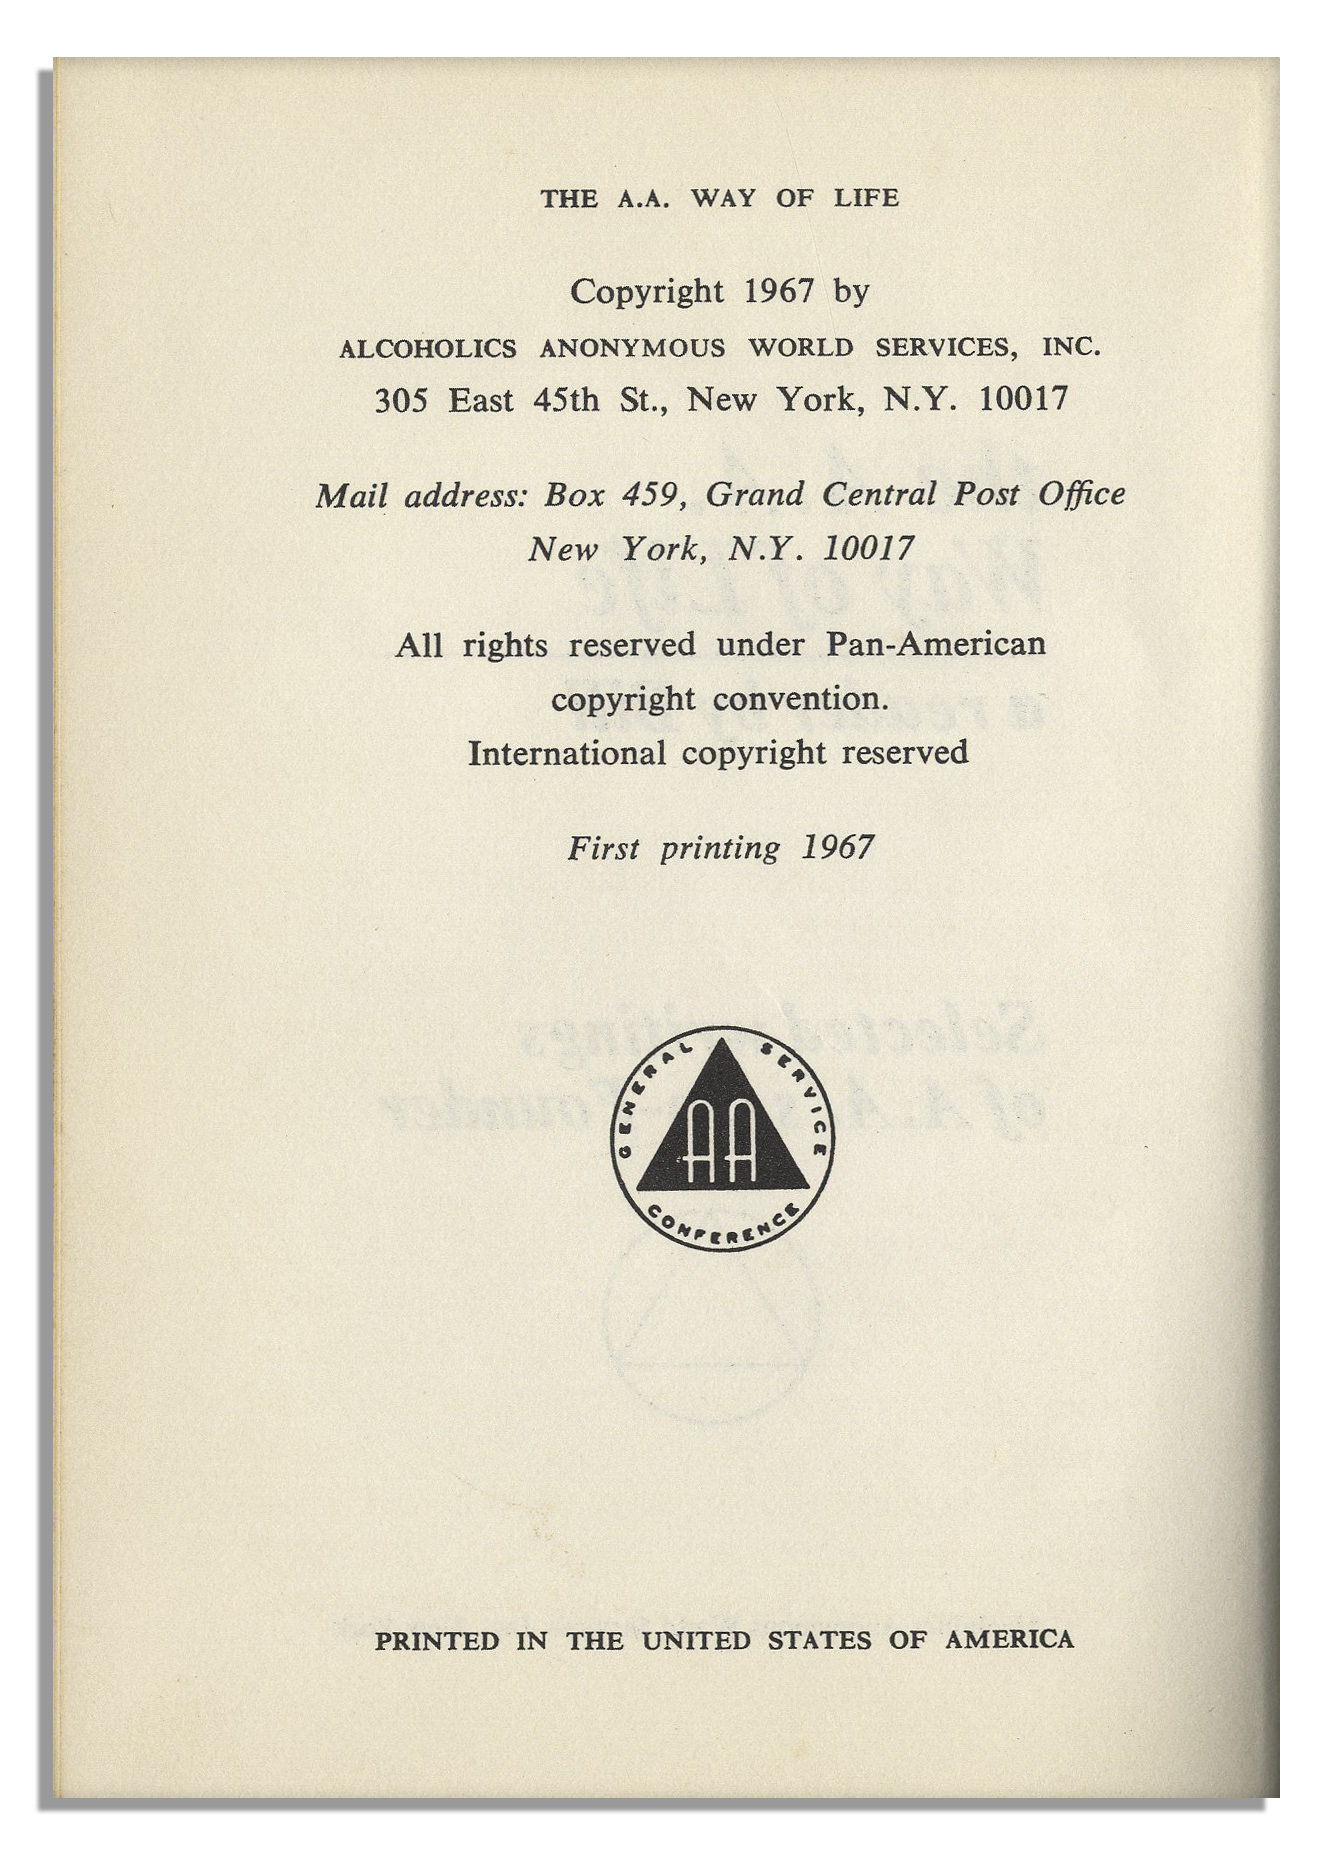 THE A.A. WAY OF LIFE
Copyright 1967 by
ALCOHOLICS ANONYMOUS WORLD SERVICES, INC.
305 East 45th St., New York, N.Y. 10017
Mail address: Box 459, Grand Central Post Office
New York, N.Y. 10017
All rights reserved under Pan-American
copyright convention.
International copyright reserved
First printing 1967
GENERAL SERVICE
AA
CONFERENCE
PRINTED IN THE UNITED STATES OF AMERICA